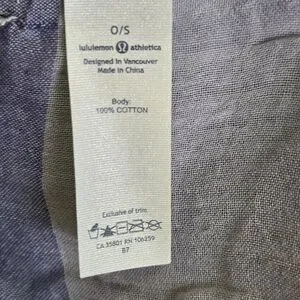 O/S
lululemon athletica
Designed in Vancouver
Made in China
Body:
100% COTTON
Exclusive of trim
CA 35801 RN 106259
B7